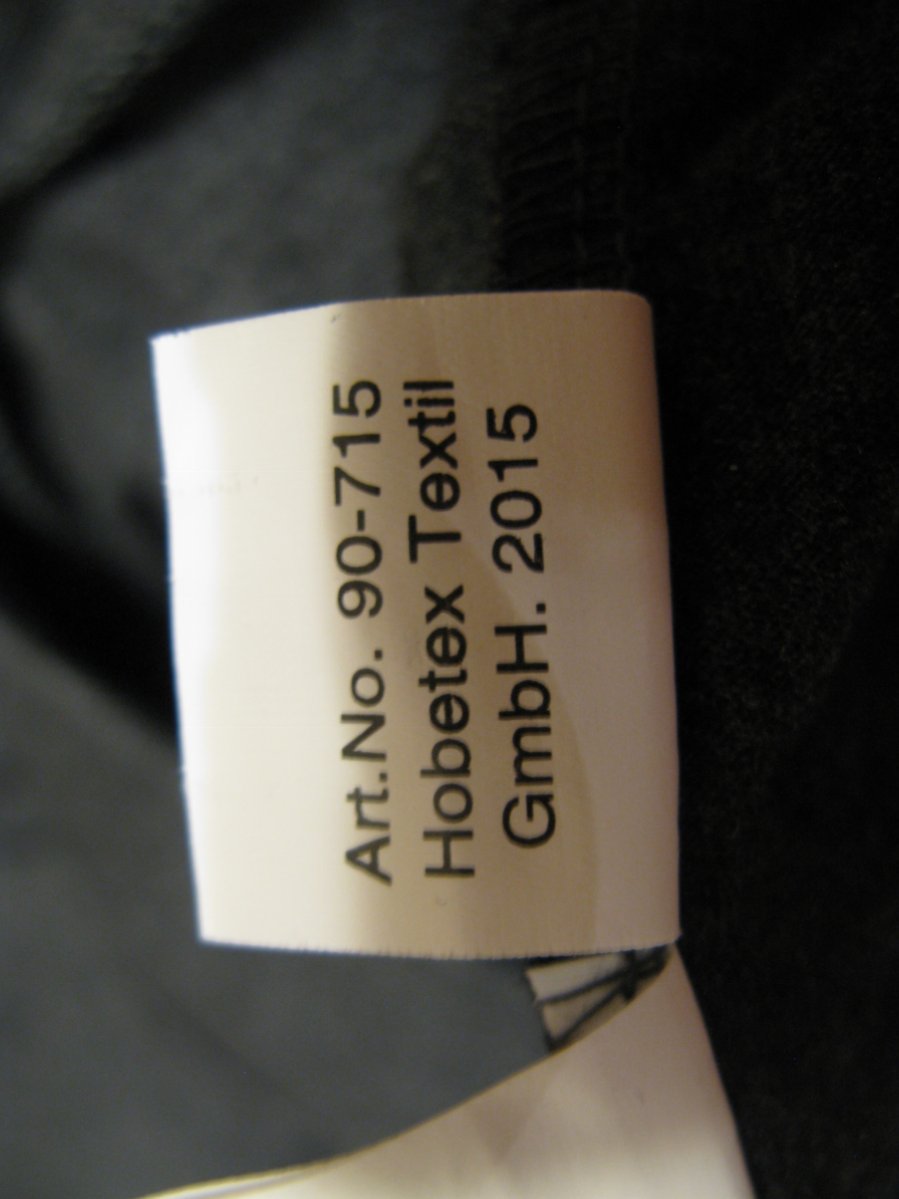 Art.No. 90-715
Hobetex Textil
GmbH. 2015